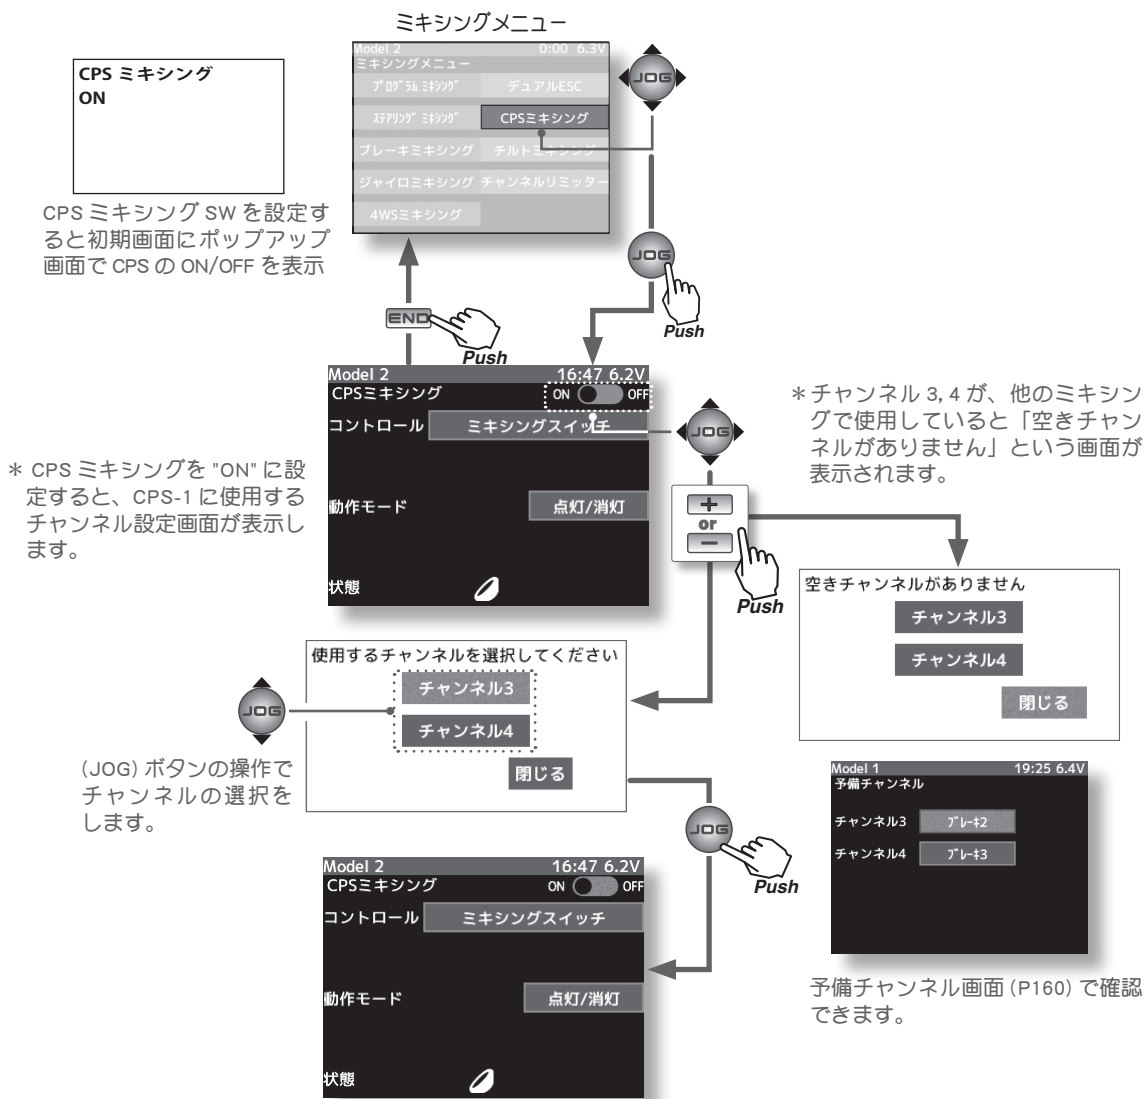 ミキシングメニュー
Model 2 0:00 6.3V
ミキシングメニュー
プログラム ミキシング デュアルESC
ステアリング ミキシング CPSミキシング
ブレーキミキシング チルトミキシング
ジャイロミキシング チャンネルリミッター
4WSミキシング
JOG
CPS ミキシング
ON
CPS ミキシング SW を設定す
ると初期画面にポップアップ
画面で CPS の ON/OFF を表示
JOG
Push
END
Push
Model 2 16:47 6.2V
CPSミキシング ON OFF
コントロール ミキシングスイッチ
動作モード 点灯/消灯
状態
JOG
+
or
−
Push
＊チャンネル 3, 4 が、他のミキシン
グで使用していると「空きチャン
ネルがありません」という画面が
表示されます。
＊ CPS ミキシングを "ON" に設
定すると、CPS-1 に使用する
チャンネル設定画面が表示し
ます。
空きチャンネルがありません
チャンネル3
チャンネル4
閉じる
使用するチャンネルを選択してください
チャンネル3
チャンネル4
閉じる
JOG
(JOG) ボタンの操作で
チャンネルの選択を
します。
JOG
Push
Model 1 19:25 6.4V
予備チャンネル
チャンネル3 ブレーキ2
チャンネル4 ブレーキ3
予備チャンネル画面 (P160) で確認
できます。
Model 2 16:47 6.2V
CPSミキシング ON OFF
コントロール ミキシングスイッチ
動作モード 点灯/消灯
状態